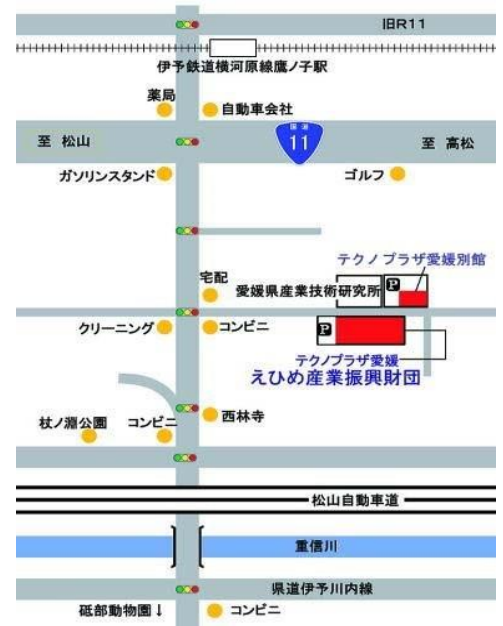 旧R11
伊予鉄道横河原線鷹ノ子駅
薬局
自動車会社
至 松山
国道
11
至 高松
ガソリンスタンド
ゴルフ
テクノプラザ愛媛別館
宅配
愛媛県産業技術研究所
P
クリーニング
コンビニ
P
テクノプラザ愛媛
えひめ産業振興財団
杖ノ淵公園
コンビニ
西林寺
松山自動車道
重信川
県道伊予川内線
砥部動物園↓
コンビニ